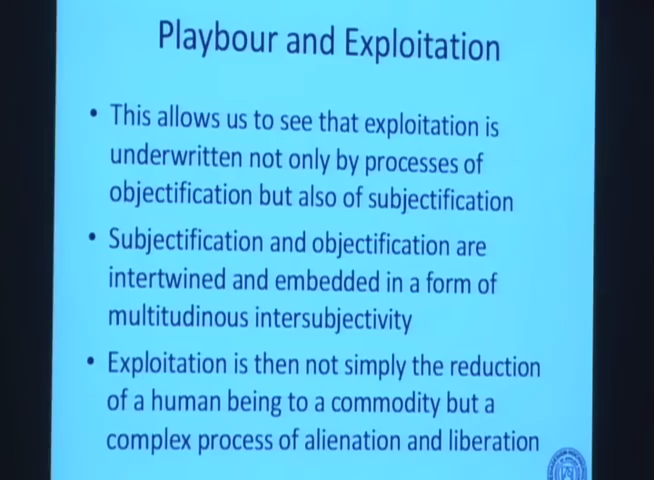 Playbour and Exploitation
• This allows us to see that exploitation is
underwritten not only by processes of
objectification but also of subjectification
• Subjectification and objectification are
intertwined and embedded in a form of
multitudinous intersubjectivity
• Exploitation is then not simply the reduction
of a human being to a commodity but a
complex process of alienation and liberation